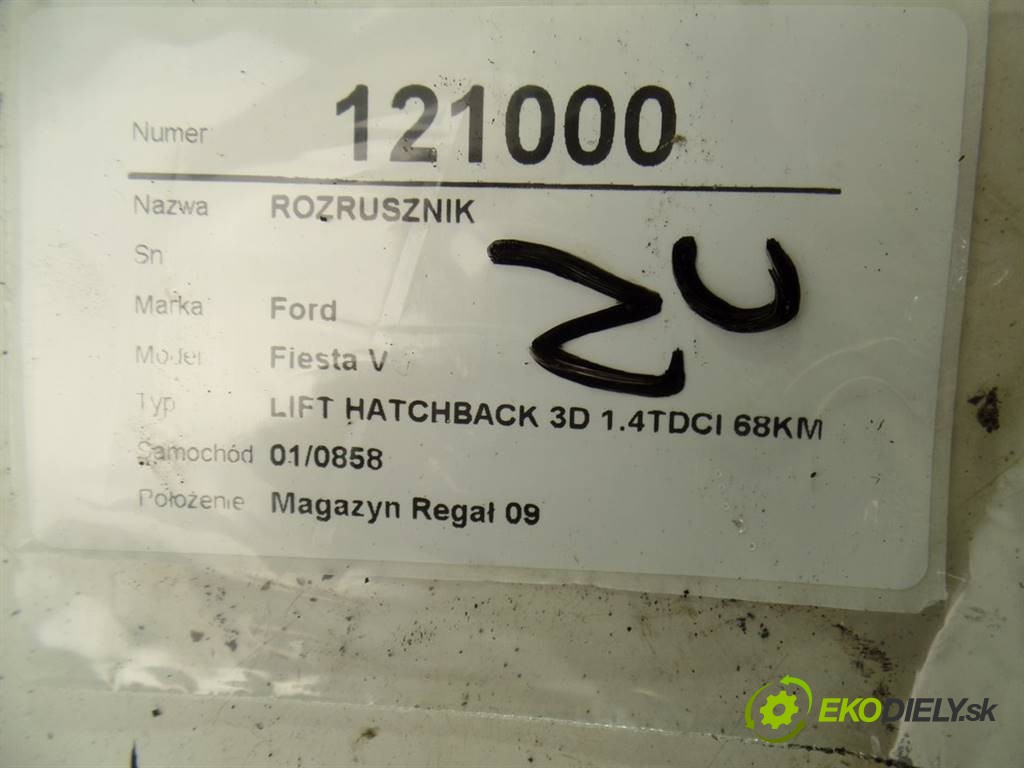 Numer 121000
Nazwa ROZRUSZNIK
Sn
Marka Ford
Model Fiesta V
Typ LIFT HATCHBACK 3D 1.4TDCI 68KM
Samochód 01/0858
Położenie Magazyn Regał 09
EKODIELY.sk